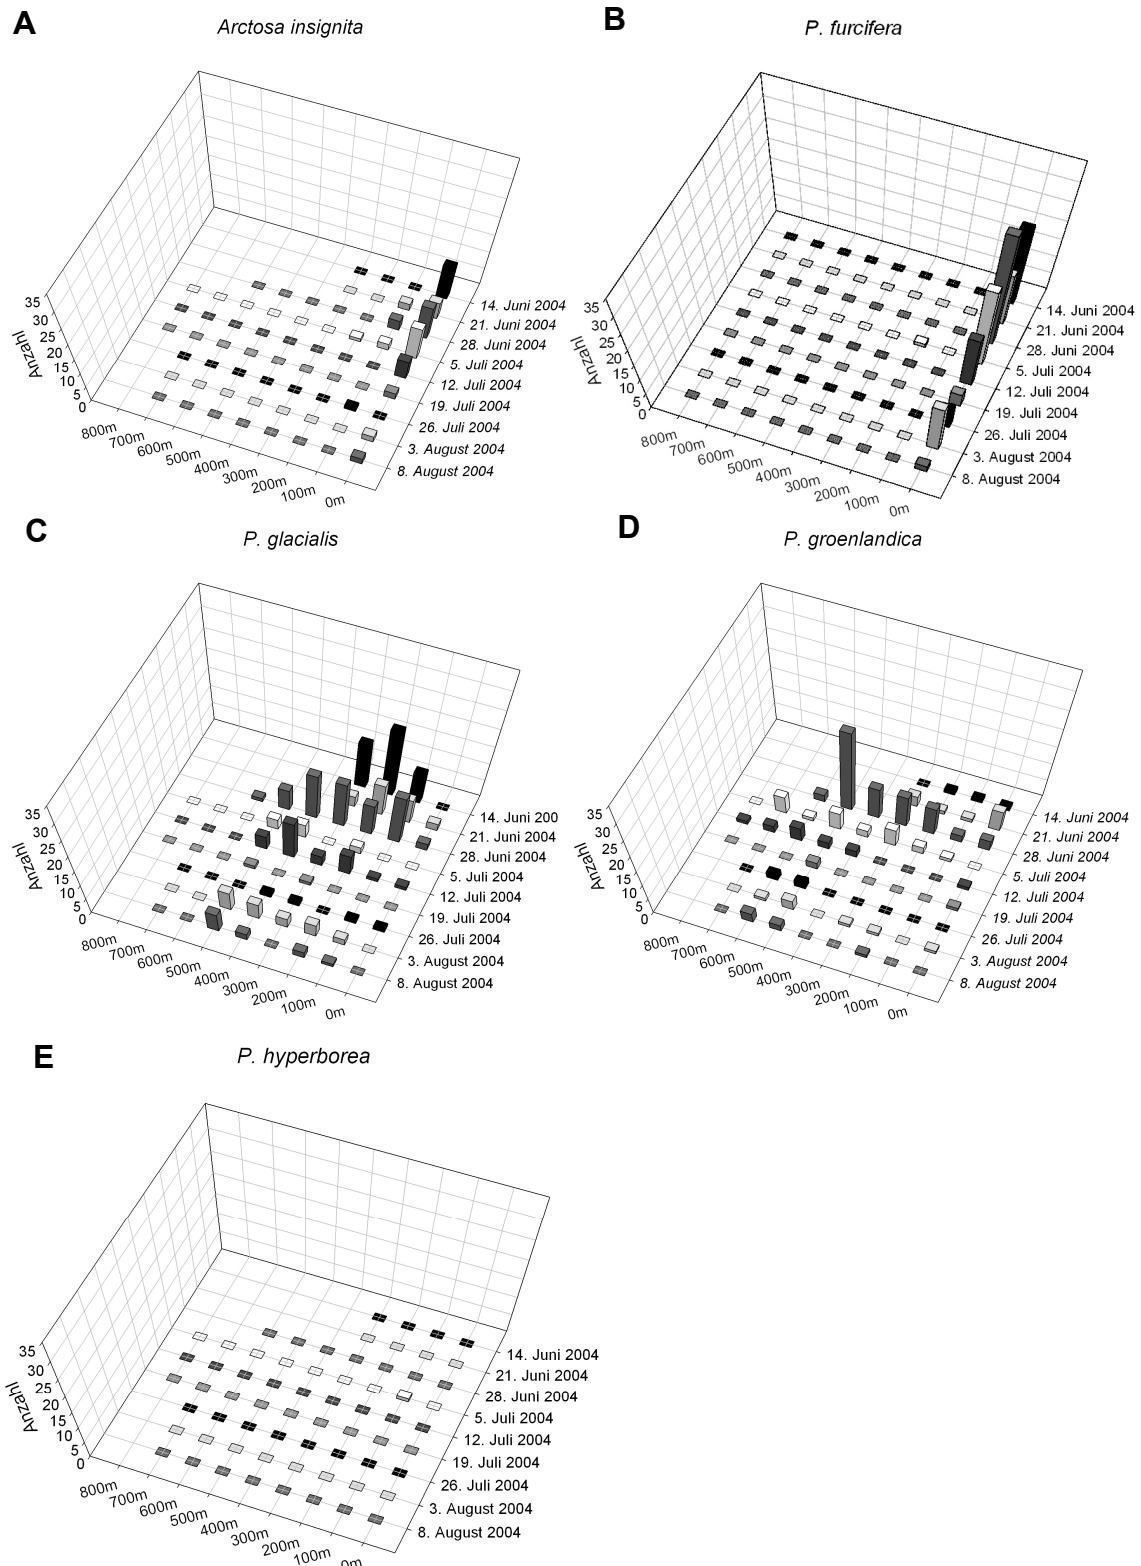 A
Arctosa insignita
35
30
25
20
15
10
5
0
Anzahl
800m
700m
600m
500m
400m
300m
200m
100m
0m
14. Juni 2004
21. Juni 2004
28. Juni 2004
5. Juli 2004
12. Juli 2004
19. Juli 2004
26. Juli 2004
3. August 2004
8. August 2004
B
P. furcifera
35
30
25
20
15
10
5
0
Anzahl
800m
700m
600m
500m
400m
300m
200m
100m
0m
14. Juni 2004
21. Juni 2004
28. Juni 2004
5. Juli 2004
12. Juli 2004
19. Juli 2004
26. Juli 2004
3. August 2004
8. August 2004
C
P. glacialis
35
30
25
20
15
10
5
0
Anzahl
800m
700m
600m
500m
400m
300m
200m
100m
0m
14. Juni 200
21. Juni 2004
28. Juni 2004
5. Juli 2004
12. Juli 2004
19. Juli 2004
26. Juli 2004
3. August 2004
8. August 2004
D
P. groenlandica
35
30
25
20
15
10
5
0
Anzahl
800m
700m
600m
500m
400m
300m
200m
100m
0m
14. Juni 2004
21. Juni 2004
28. Juni 2004
5. Juli 2004
12. Juli 2004
19. Juli 2004
26. Juli 2004
3. August 2004
8. August 2004
E
P. hyperborea
35
30
25
20
15
10
5
0
Anzahl
800m
700m
600m
500m
400m
300m
200m
100m
0m
14. Juni 2004
21. Juni 2004
28. Juni 2004
5. Juli 2004
12. Juli 2004
19. Juli 2004
26. Juli 2004
3. August 2004
8. August 2004